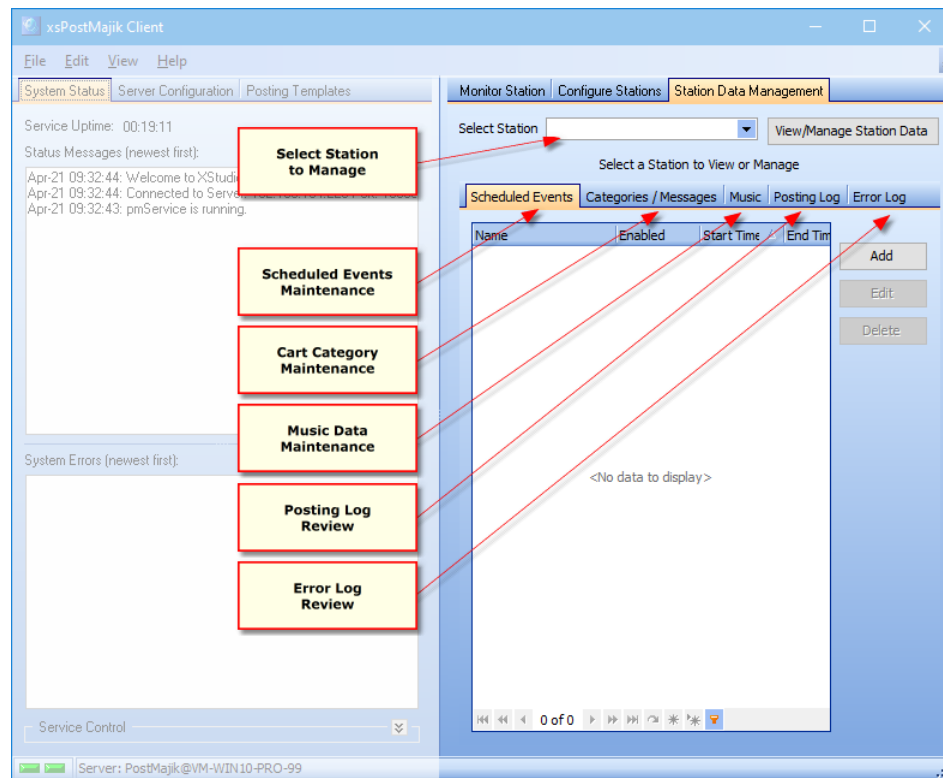 xsPostMajik Client
File Edit View Help
System Status Server Configuration Posting Templates
Service Uptime: 00:19:11
Status Messages (newest first):
Apr-21 09:32:44: Welcome to XStudi
Apr-21 09:32:44: Connected to Serve
Apr-21 09:32:43: pmService is running.
System Errors (newest first):
Service Control
Server: PostMajik@VM-WIN10-PRO-99
Select Station
to Manage
Scheduled Events
Maintenance
Cart Category
Maintenance
Music Data
Maintenance
Posting Log
Review
Error Log
Review
Monitor Station Configure Stations Station Data Management
Select Station View/Manage Station Data
Select a Station to View or Manage
Scheduled Events Categories / Messages Music Posting Log Error Log
Name Enabled Start Time End Tim
Add
Edit
Delete
<No data to display>
0 of 0